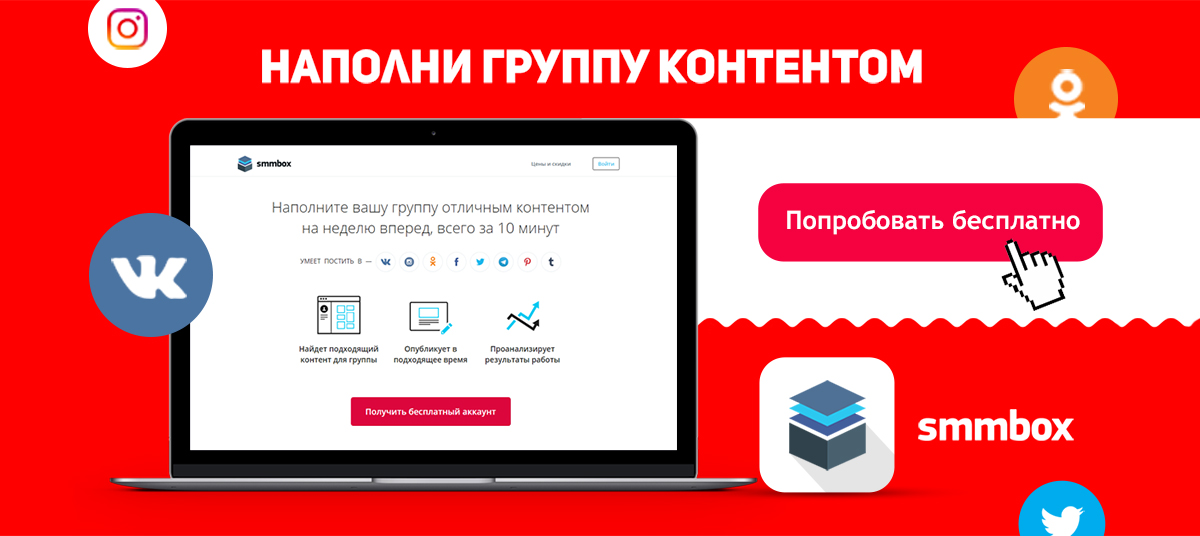 НАПОЛНИ ГРУППУ КОНТЕНТОМ
smmbox
Цены и скидки
Войти
Наполните вашу группу отличным контентом
на неделю вперед, всего за 10 минут
УМЕЕТ ПОСТИТЬ В —
Найдет подходящий
контент для группы
Опубликует в
подходящее время
Проанализирует
результаты работы
Получить бесплатный аккаунт
Попробовать бесплатно
smmbox